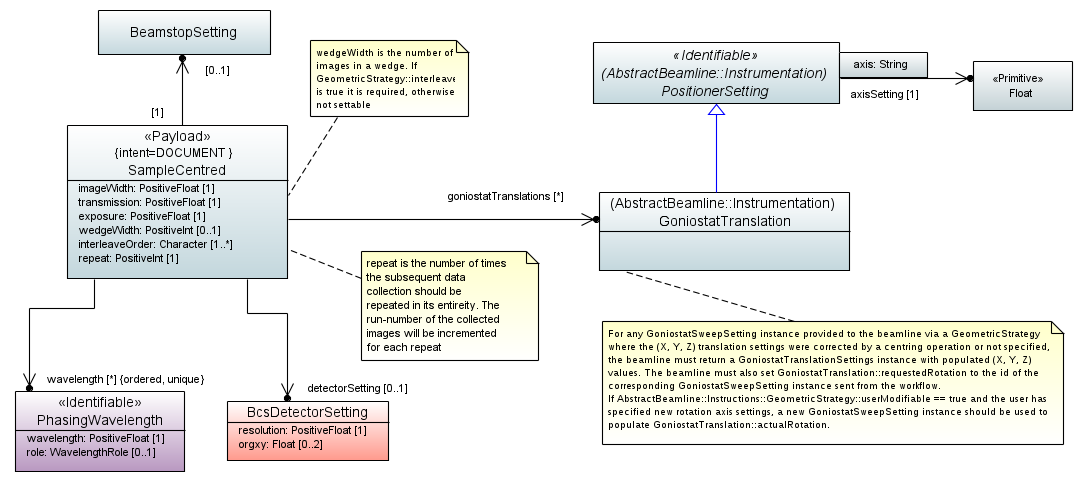 BeamstopSetting
[0..1]
[1]
wedgeWidth is the number of
images in a wedge. If
GeometricStrategy::interleave
is true it is required, otherwise
not settable
«Identifiable»
(AbstractBeamline::Instrumentation)
PositionerSetting
axis: String
axisSetting [1]
«Primitive»
Float
«Payload»
{intent=DOCUMENT }
SampleCentred
imageWidth: PositiveFloat [1]
transmission: PositiveFloat [1]
exposure: PositiveFloat [1]
wedgeWidth: PositiveInt [0..1]
interleaveOrder: Character [1..*]
repeat: PositiveInt [1]
goniostatTranslations [*]
(AbstractBeamline::Instrumentation)
GoniostatTranslation
repeat is the number of times
the subsequent data
collection should be
repeated in its entireity. The
run-number of the collected
images will be incremented
for each repeat
For any GoniostatSweepSetting instance provided to the beamline via a GeometricStrategy
where the (X, Y, Z) translation settings were corrected by a centring operation or not specified,
the beamline must return a GoniostatTranslationSettings instance with populated (X, Y, Z)
values. The beamline must also set GoniostatTranslation::requestedRotation to the id of the
corresponding GoniostatSweepSetting instance sent from the workflow.
If AbstractBeamline::Instructions::GeometricStrategy::userModifiable == true and the user has
specified new rotation axis settings, a new GoniostatSweepSetting instance should be used to
populate GoniostatTranslation::actualRotation.
wavelength [*] {ordered, unique}
detectorSetting [0..1]
«Identifiable»
PhasingWavelength
wavelength: PositiveFloat [1]
role: WavelengthRole [0..1]
BcsDetectorSetting
resolution: PositiveFloat [1]
orgxy: Float [0..2]